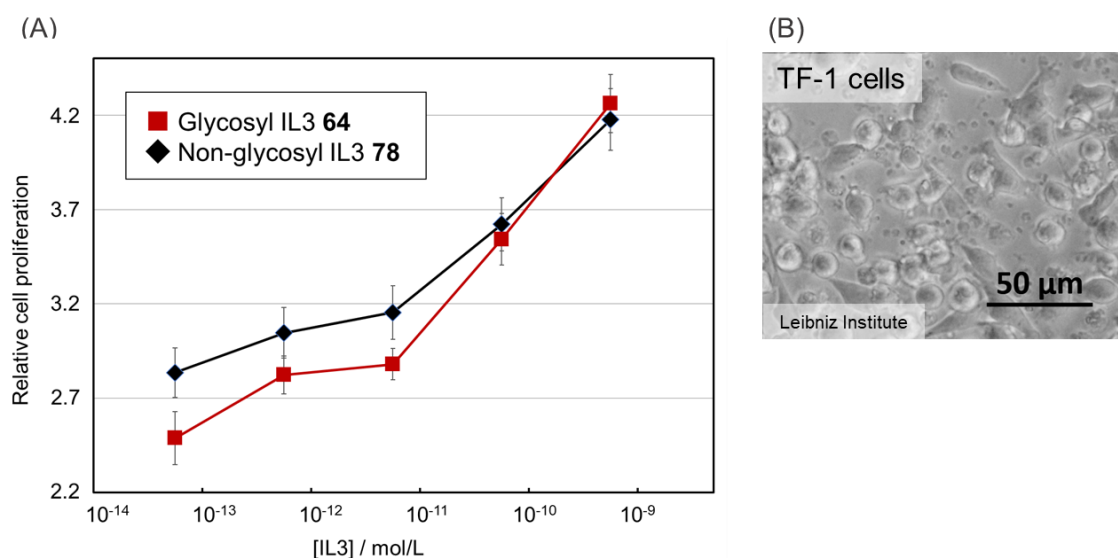 (A)
Relative cell proliferation
4.2
3.7
3.2
2.7
2.2
Glycosyl IL3 64
Non-glycosyl IL3 78
10⁻¹⁴
10⁻¹³
10⁻¹²
10⁻¹¹
10⁻¹⁰
10⁻⁹
[IL3] / mol/L
(B)
TF-1 cells
50 µm
Leibniz Institute